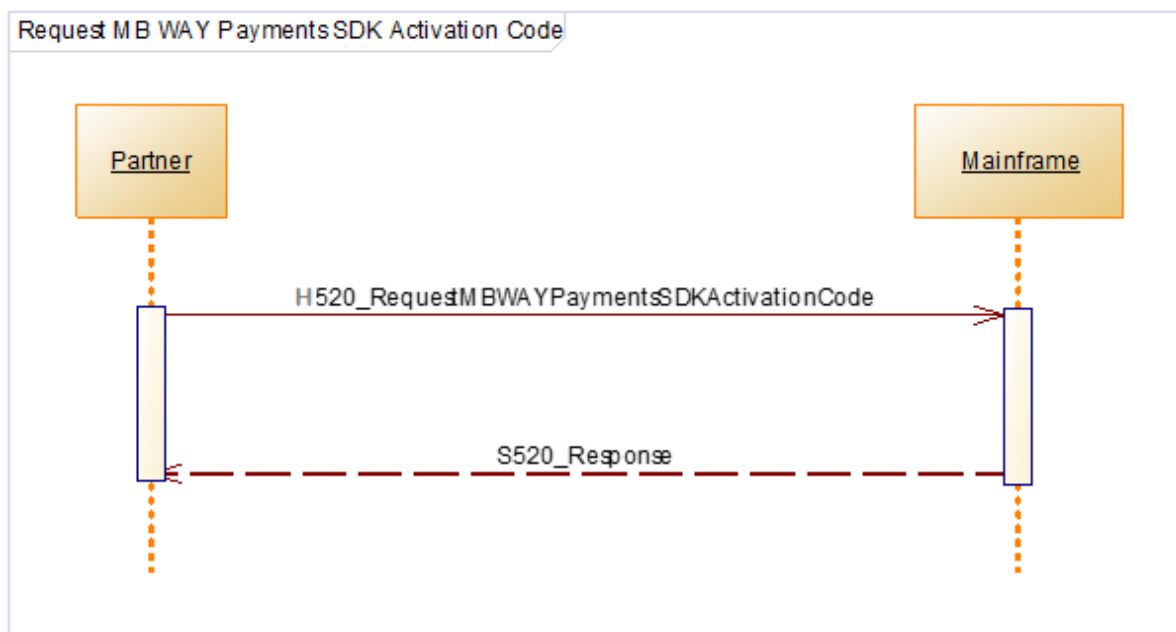 Request MB WAY Payments SDK Activation Code
Partner
Mainframe
H520_RequestMBWAYPaymentsSDKActivationCode
S520_Response